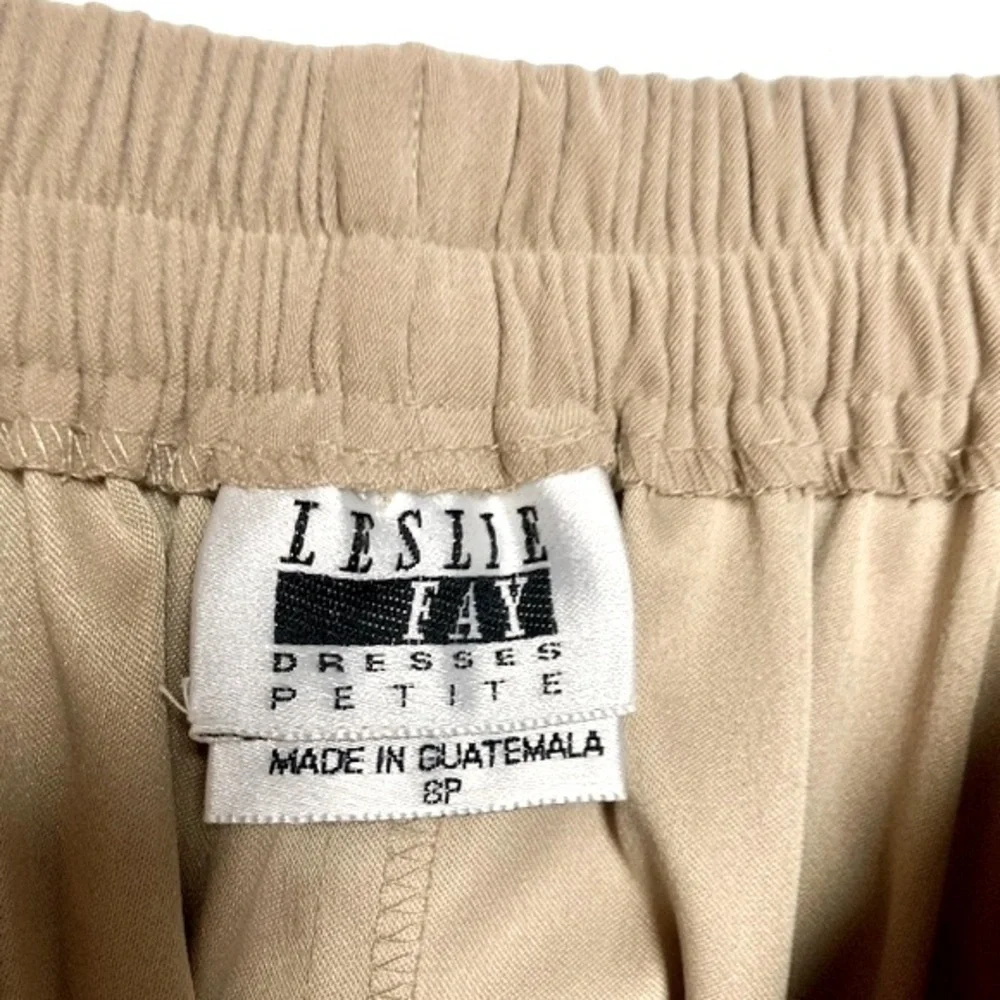 LESLIE
FAY
DRESSES
PETITE
MADE IN GUATEMALA
8P